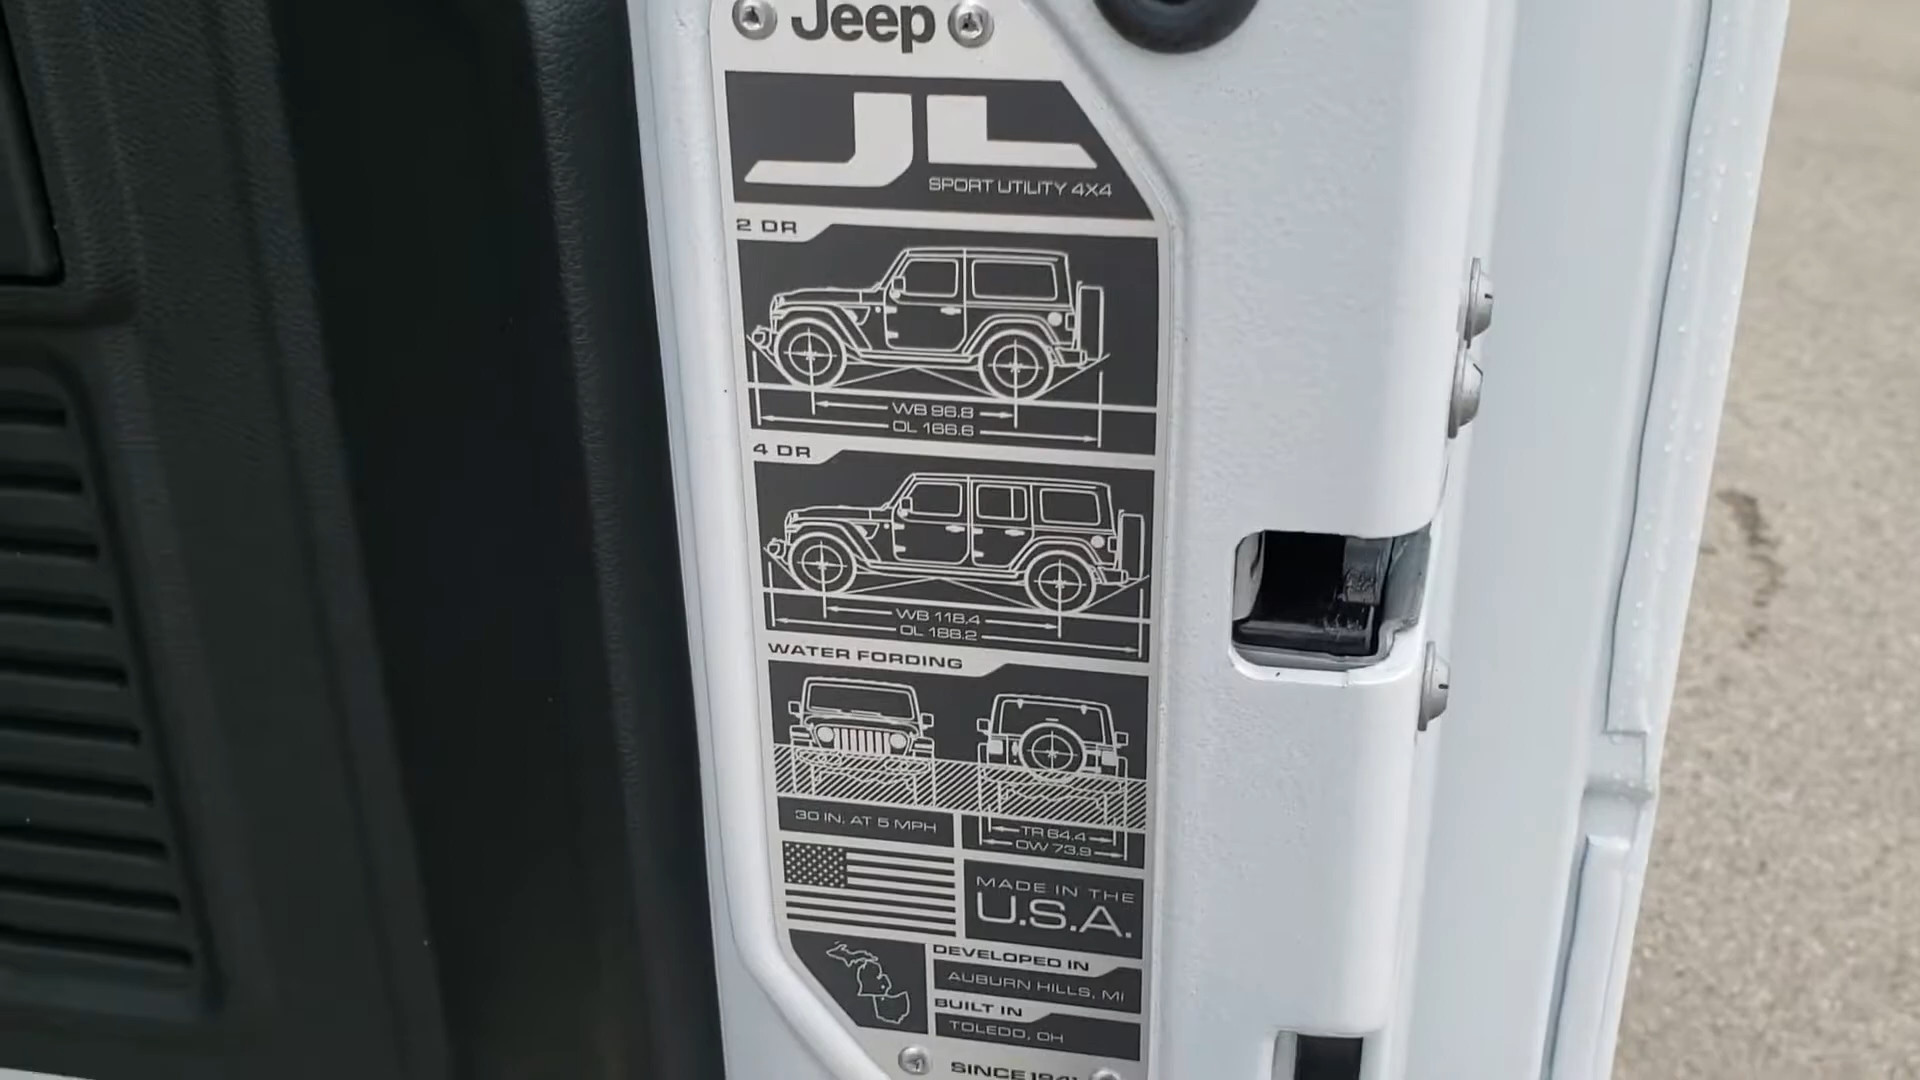 Jeep
JL
SPORT UTILITY 4X4
2 DR
WB 96.8
OL 166.6
4 DR
WB 118.4
OL 188.2
WATER FORDING
30 IN. AT 5 MPH
TR 64.4
OW 73.9
MADE IN THE
U.S.A.
DEVELOPED IN
AUBURN HILLS, MI
BUILT IN
TOLEDO, OH
SINCE 1941